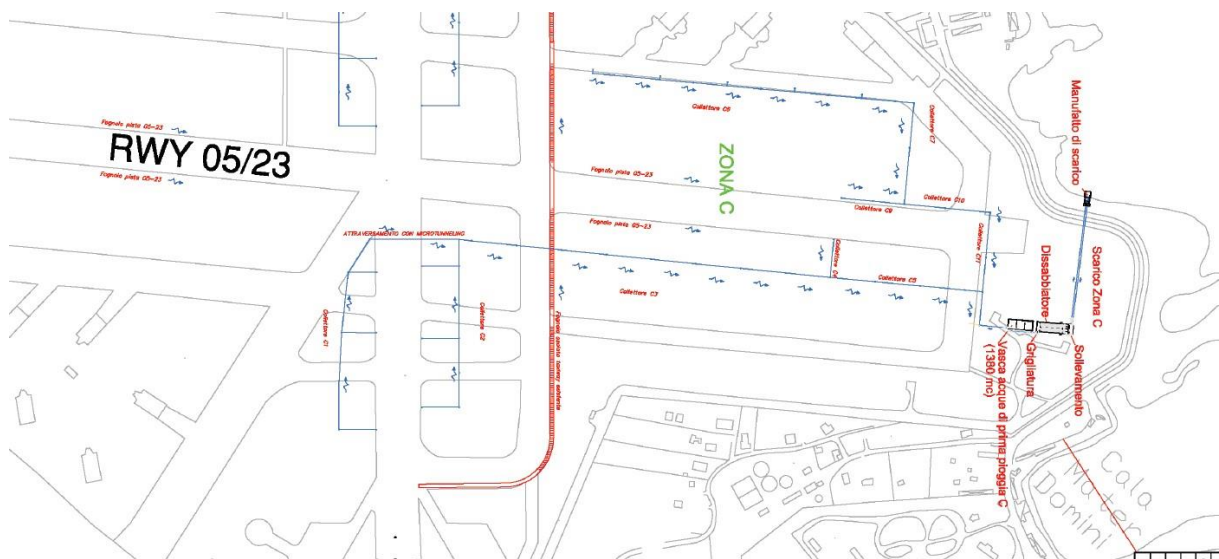 Fognolo pista 05-23
RWY 05/23
Fognolo pista 05-23
ATTRAVERSAMENTO CON MICROTUNNELING
Collettore C1
Collettore C2
Collettore C3
Fognolo pista 05-23
Fognolo pista 05-23
Collettore C6
Collettore C7
ZONA C
Collettore C9
Collettore C10
Collettore C4
Collettore C5
Collettore C11
Manufatto di scarico
Scarico Zona C
Dissabbiatore
Sollevamento
Grigliatura
Vasca acque di prima pioggia C
(1380 mc)
Cala
Mater
Domini